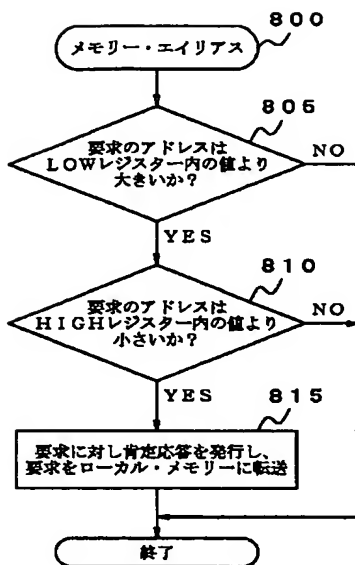 800
メモリー・エイリアス
805
要求のアドレスは
LOWレジスター内の値より
大きいか?
NO
YES
810
要求のアドレスは
HIGHレジスター内の値より
小さいか?
NO
YES
815
要求に対し肯定応答を発行し、
要求をローカル・メモリーに転送
終了